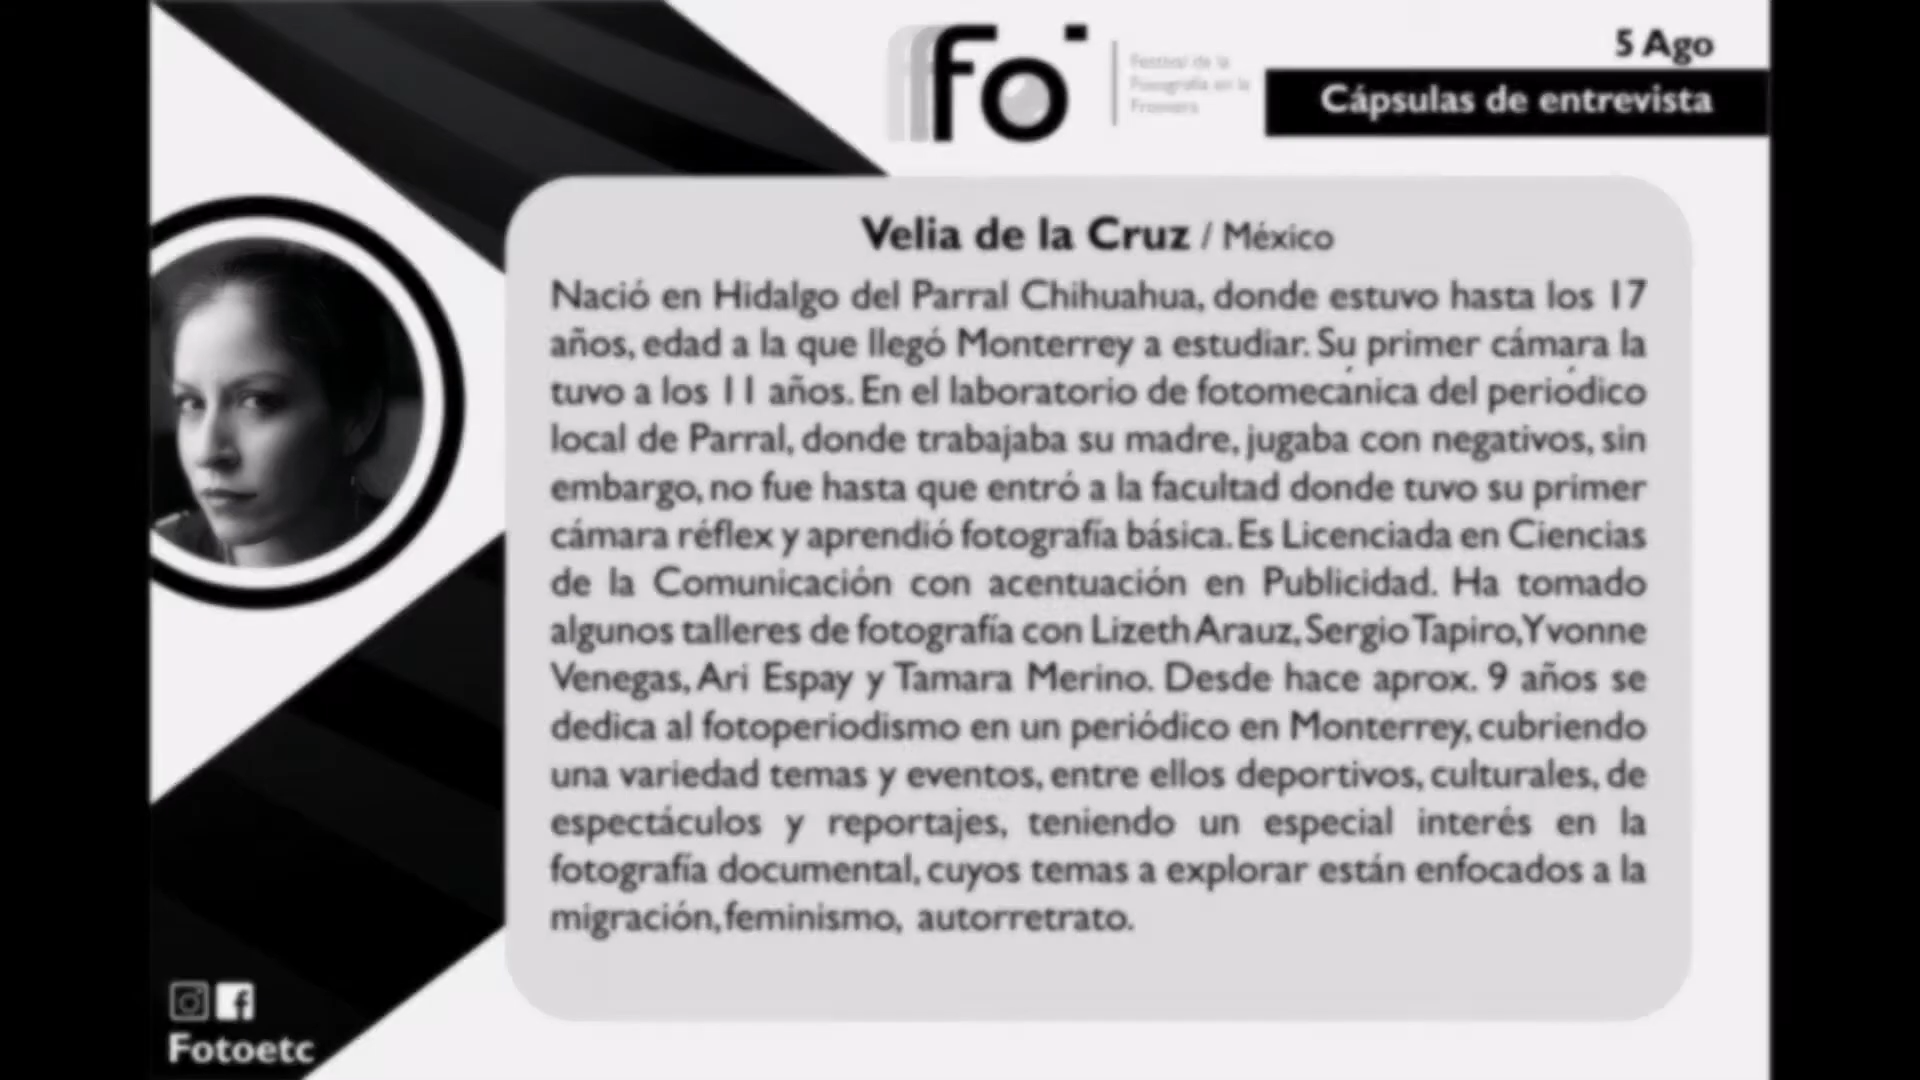 fo
Festival de la
Fotografía en la
Frontera
5 Ago
Cápsulas de entrevista
Velia de la Cruz / México
Nació en Hidalgo del Parral Chihuahua, donde estuvo hasta los 17
años, edad a la que llegó Monterrey a estudiar. Su primer cámara la
tuvo a los 11 años. En el laboratorio de fotomecánica del periódico
local de Parral, donde trabajaba su madre, jugaba con negativos, sin
embargo, no fue hasta que entró a la facultad donde tuvo su primer
cámara réflex y aprendió fotografía básica. Es Licenciada en Ciencias
de la Comunicación con acentuación en Publicidad. Ha tomado
algunos talleres de fotografía con Lizeth Arauz, Sergio Tapiro, Yvonne
Venegas, Ari Espay y Tamara Merino. Desde hace aprox. 9 años se
dedica al fotoperiodismo en un periódico en Monterrey, cubriendo
una variedad temas y eventos, entre ellos deportivos, culturales, de
espectáculos y reportajes, teniendo un especial interés en la
fotografía documental, cuyos temas a explorar están enfocados a la
migración, feminismo, autorretrato.
Fotoetc